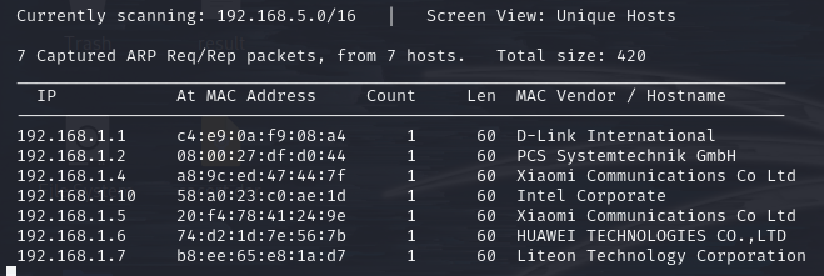 Currently scanning: 192.168.5.0/16 | Screen View: Unique Hosts
7 Captured ARP Req/Rep packets, from 7 hosts. Total size: 420
IP At MAC Address Count Len MAC Vendor / Hostname
192.168.1.1 c4:e9:0a:f9:08:a4 1 60 D-Link International
192.168.1.2 08:00:27:df:d0:44 1 60 PCS Systemtechnik GmbH
192.168.1.4 a8:9c:ed:47:44:7f 1 60 Xiaomi Communications Co Ltd
192.168.1.10 58:a0:23:c0:ae:1d 1 60 Intel Corporate
192.168.1.5 20:f4:78:41:24:9e 1 60 Xiaomi Communications Co Ltd
192.168.1.6 74:d2:1d:7e:56:7b 1 60 HUAWEI TECHNOLOGIES CO.,LTD
192.168.1.7 b8:ee:65:e8:1a:d7 1 60 Liteon Technology Corporation